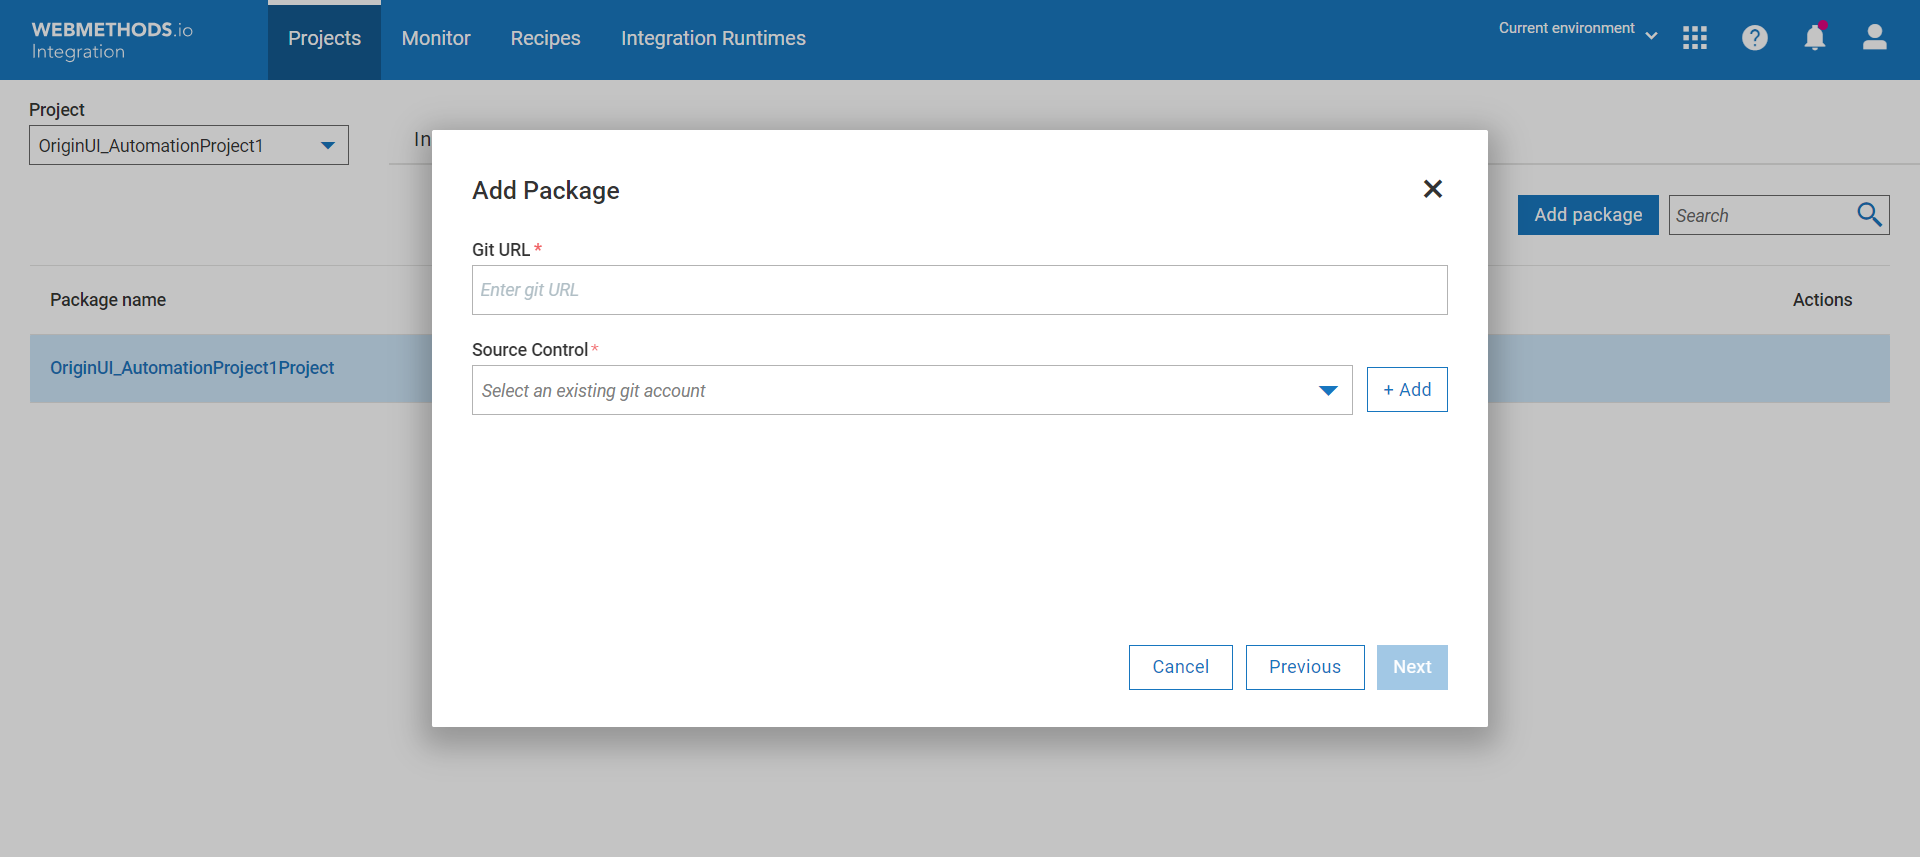 WEBMETHODS.io
Integration
Projects
Monitor
Recipes
Integration Runtimes
Current environment
Project
OriginUI_AutomationProject1
In
Add Package
Git URL *
Enter git URL
Source Control *
Select an existing git account
+ Add
Cancel
Previous
Next
Add package
Search
Package name
Actions
OriginUI_AutomationProject1Project